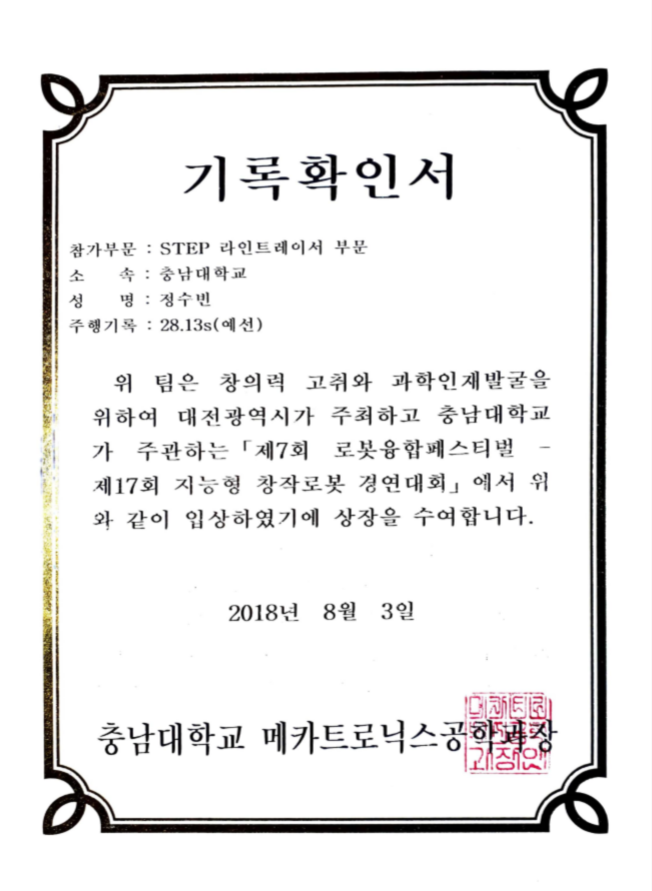 기록확인서
참가부문 : STEP 라인트레이서 부문
소 속 : 충남대학교
성 명 : 정수빈
주행기록 : 28.13s(예선)
위 팀은 창의력 고취와 과학인재발굴을
위하여 대전광역시가 주최하고 충남대학교
가 주관하는「제7회 로봇융합페스티벌 -
제17회 지능형 창작로봇 경연대회」에서 위
와 같이 입상하였기에 상장을 수여합니다.
2018년 8월 3일
충남대학교 메카트로닉스공학과장